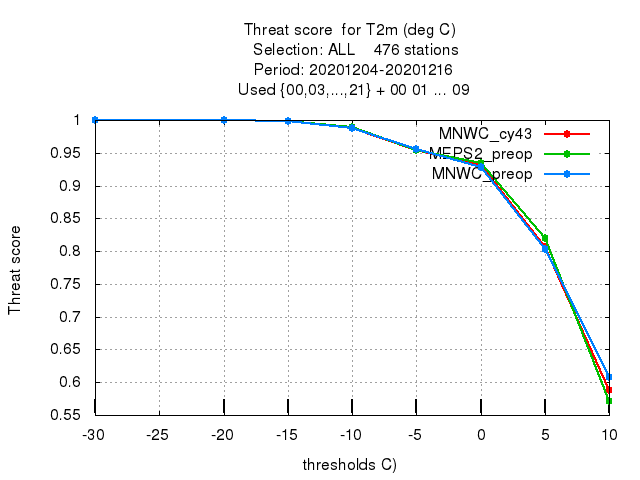 Threat score for T2m (deg C)
Selection: ALL 476 stations
Period: 20201204-20201216
Used {00,03,...,21} + 00 01 ... 09
MNWC_cy43
MEPS2_preop
MNWC_preop
1
0.95
0.9
0.85
0.8
0.75
0.7
0.65
0.6
0.55
Threat score
-30 -25 -20 -15 -10 -5 0 5 10
thresholds C)